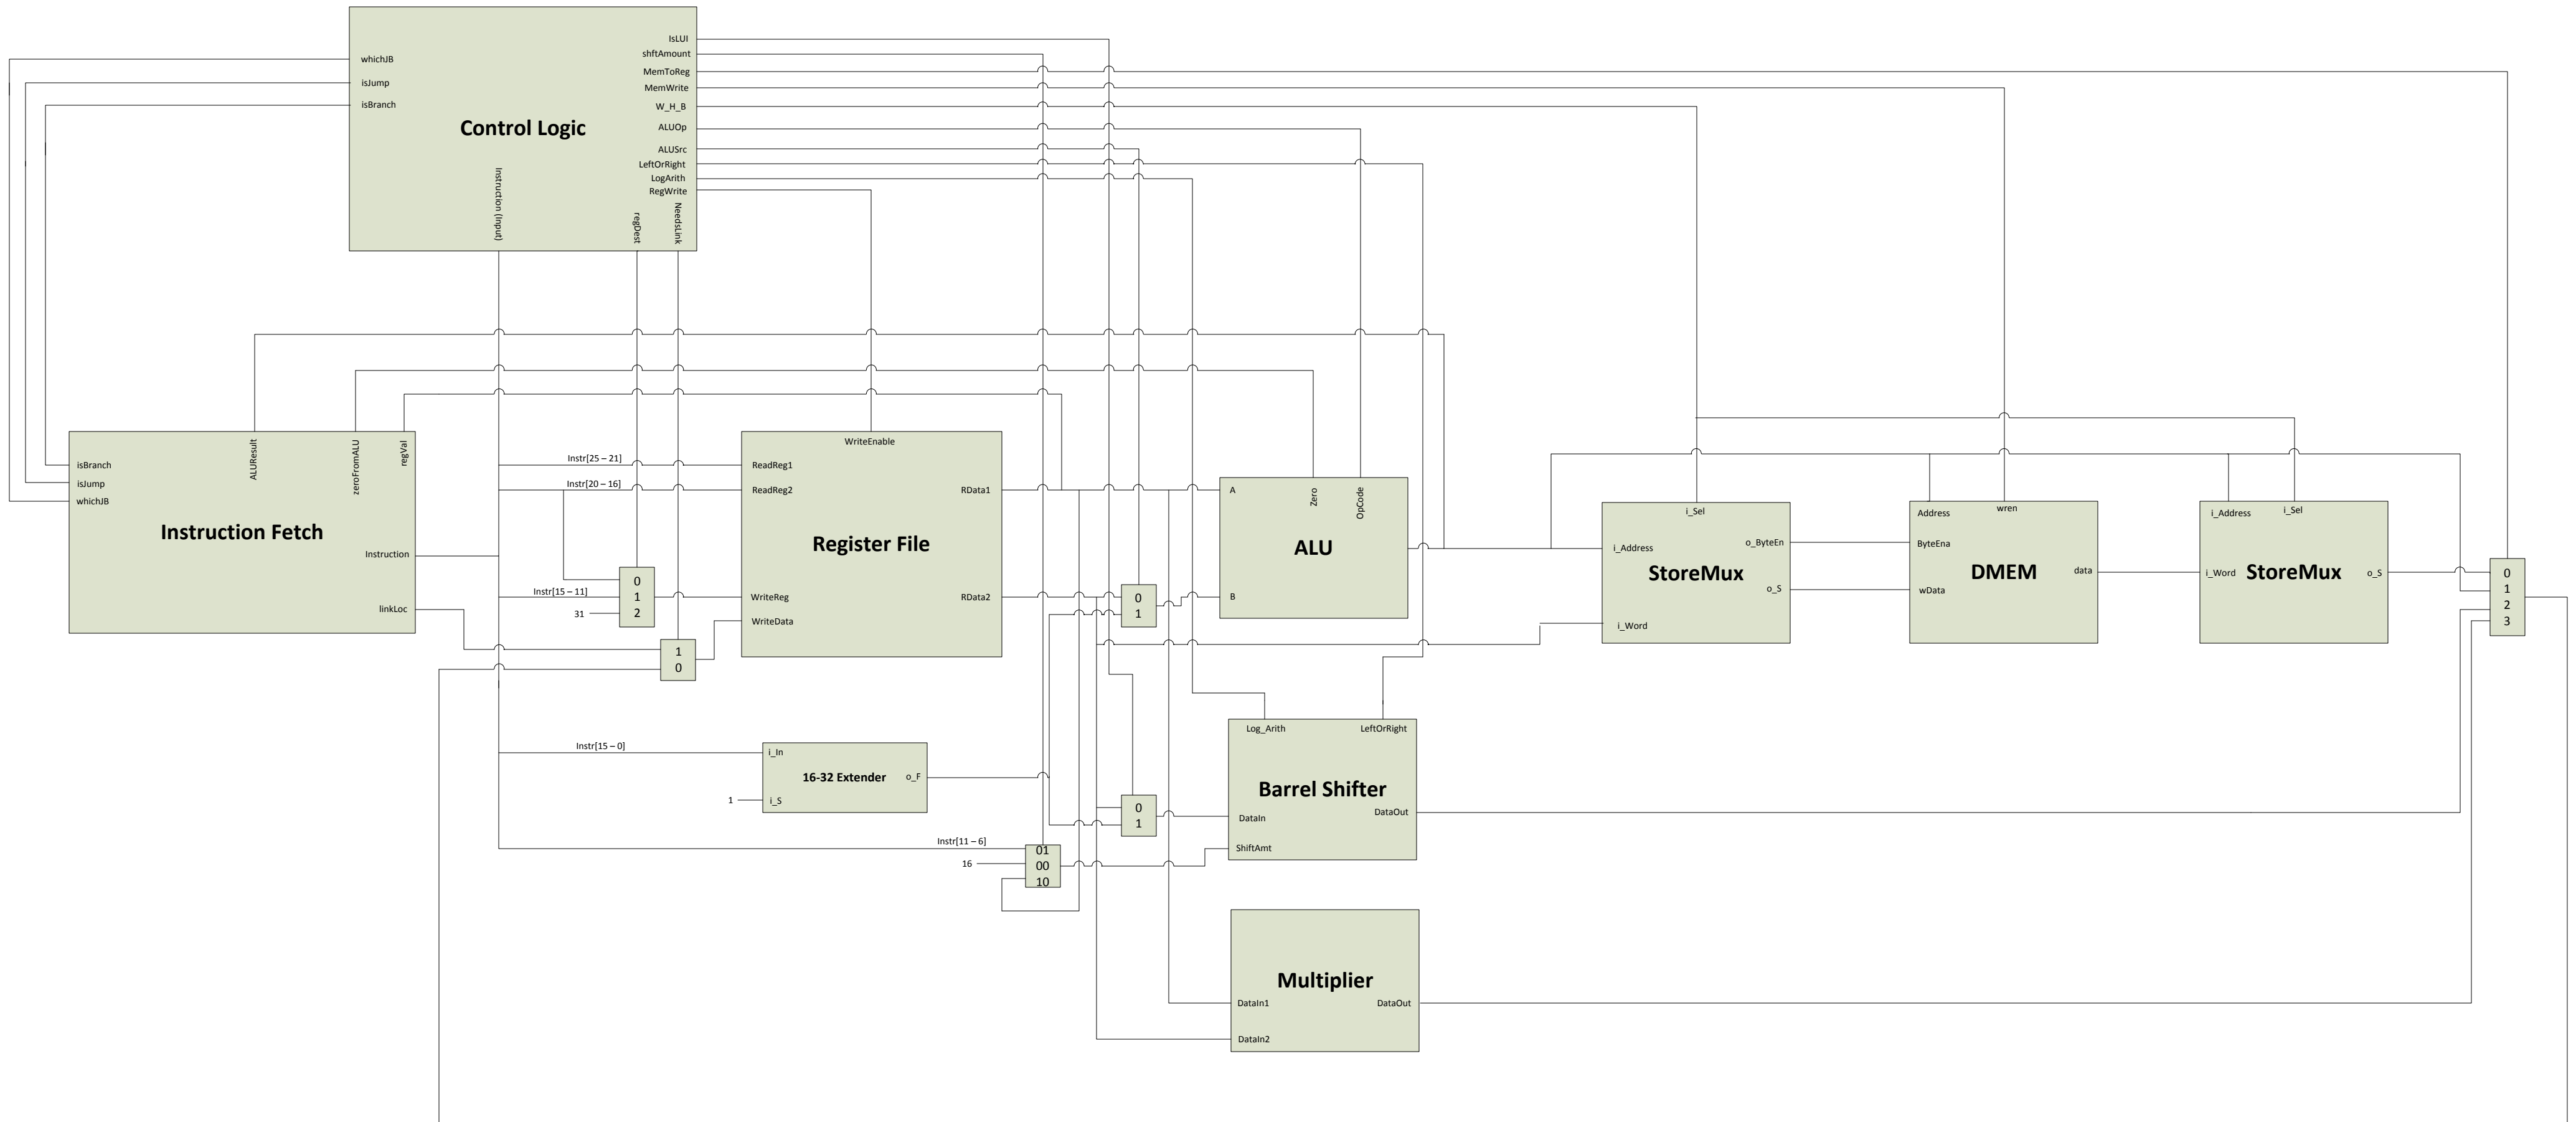 IsLUI
shftAmount
MemToReg
MemWrite
W_H_B
ALUOp
ALUSrc
LeftOrRight
LogArith
RegWrite
whichJB
isJump
isBranch
Control Logic
Instruction (Input)
regDest
NeedsLink
ALUResult
zeroFromALU
regVal
isBranch
isJump
whichJB
Instruction Fetch
Instruction
linkLoc
Instr[25 – 21]
Instr[20 – 16]
Instr[15 – 11]
31
0
1
2
1
0
WriteEnable
ReadReg1
ReadReg2
RData1
Register File
WriteReg
RData2
WriteData
0
1
A
Zero
OpCode
ALU
B
i_Sel
i_Address
o_ByteEn
StoreMux
o_S
i_Word
Address
wren
ByteEna
DMEM
data
wData
i_Address
i_Sel
i_Word
StoreMux
o_S
0
1
2
3
Instr[15 – 0]
i_In
16-32 Extender
o_F
1
i_S
Instr[11 – 6]
16
01
00
10
0
1
Log_Arith
LeftOrRight
Barrel Shifter
DataIn
DataOut
ShiftAmt
Multiplier
DataIn1
DataOut
DataIn2